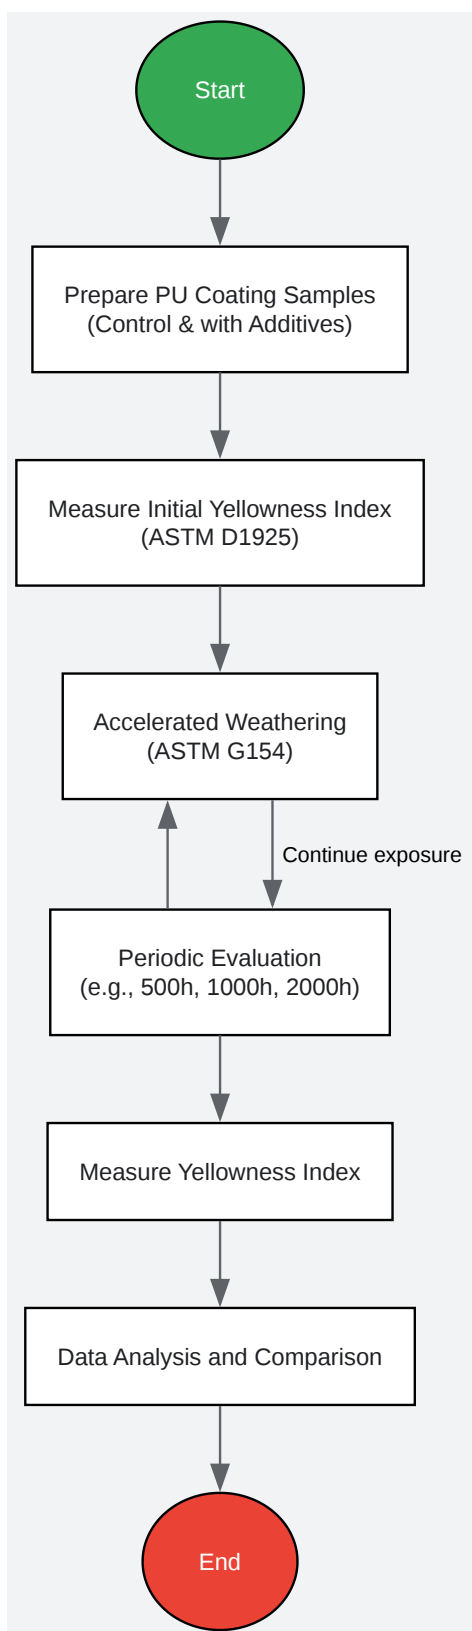 Start
Prepare PU Coating Samples
(Control & with Additives)
Measure Initial Yellowness Index
(ASTM D1925)
Accelerated Weathering
(ASTM G154)
Continue exposure
Periodic Evaluation
(e.g., 500h, 1000h, 2000h)
Measure Yellowness Index
Data Analysis and Comparison
End